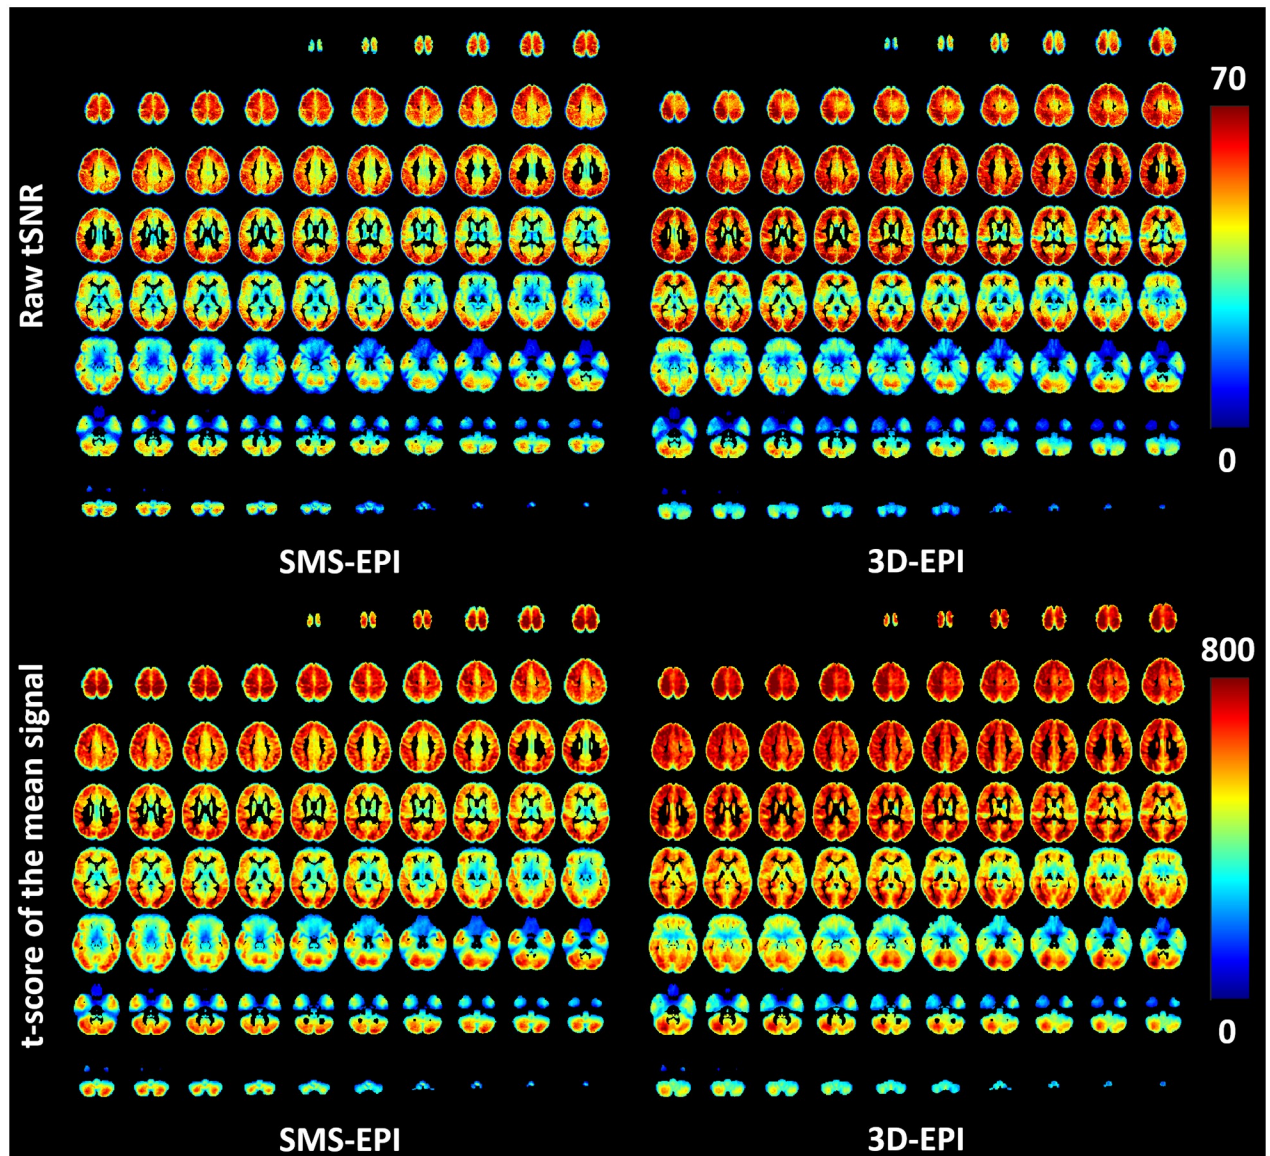 Raw tSNR
70
0
SMS-EPI
3D-EPI
t-score of the mean signal
800
0
SMS-EPI
3D-EPI